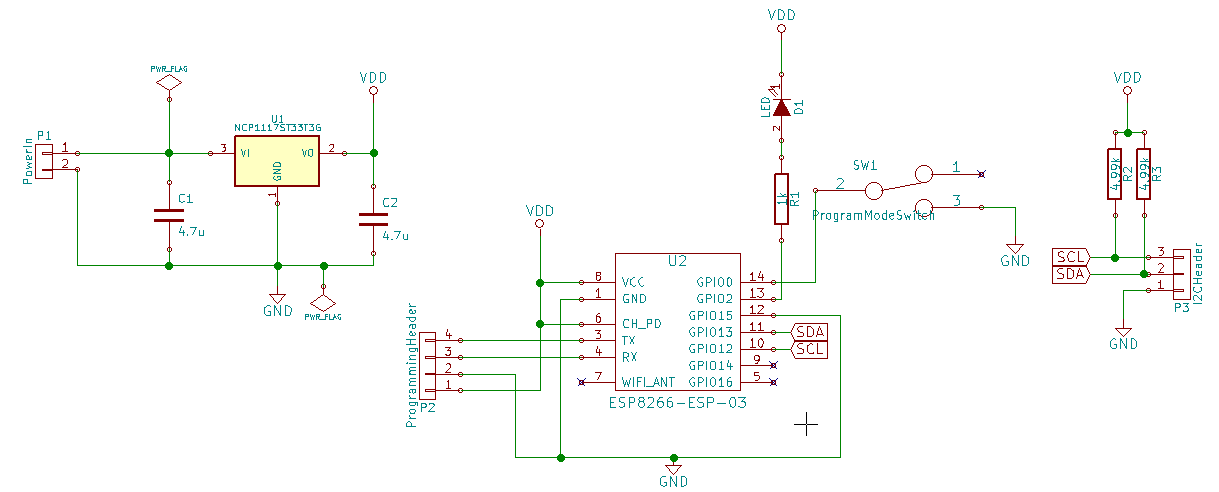 PWR_FLAG
VDD
P1
PowerIn
1
2
U1
NCP1117ST33T3G
3
VI
VO
2
GND
1
C1
4.7u
C2
4.7u
GND
PWR_FLAG
VDD
LED
1
D1
2
1k
R1
SW1
1
2
3
ProgramModeSwitch
GND
VDD
4.99k
R2
4.99k
R3
SCL
SDA
3
2
1
I2CHeader
P3
GND
VDD
U2
8 VCC
1 GND
6 CH_PD
3 TX
4 RX
7 WIFI_ANT
GPIO0 14
GPIO2 13
GPIO15 12
GPIO13 11
GPIO12 10
GPIO14 9
GPIO16 5
SDA
SCL
ESP8266-ESP-03
ProgrammingHeader
4
3
2
1
P2
GND